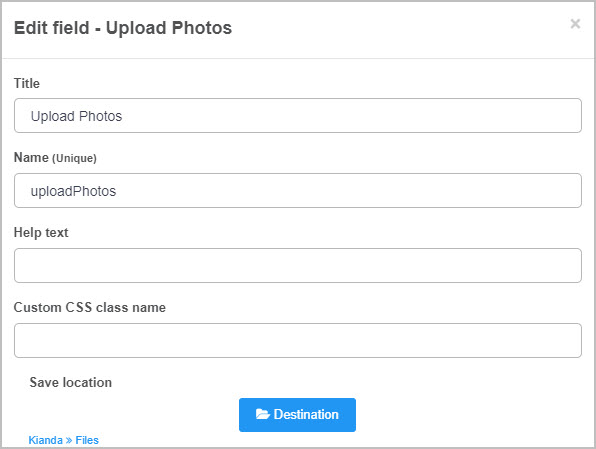 Edit field - Upload Photos ×
Title
Upload Photos
Name (Unique)
uploadPhotos
Help text
Custom CSS class name
Save location
Destination
Kianda » Files